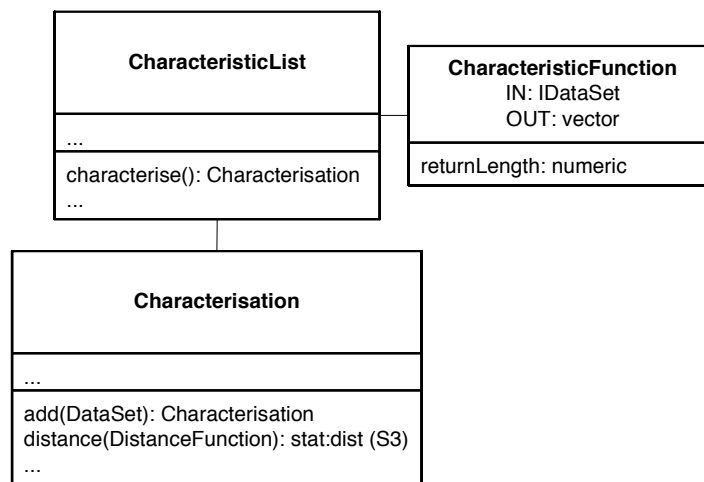 CharacteristicList
...
characterise(): Characterisation
...
CharacteristicFunction
IN: IDataSet
OUT: vector
returnLength: numeric
Characterisation
...
add(DataSet): Characterisation
distance(DistanceFunction): stat:dist (S3)
...